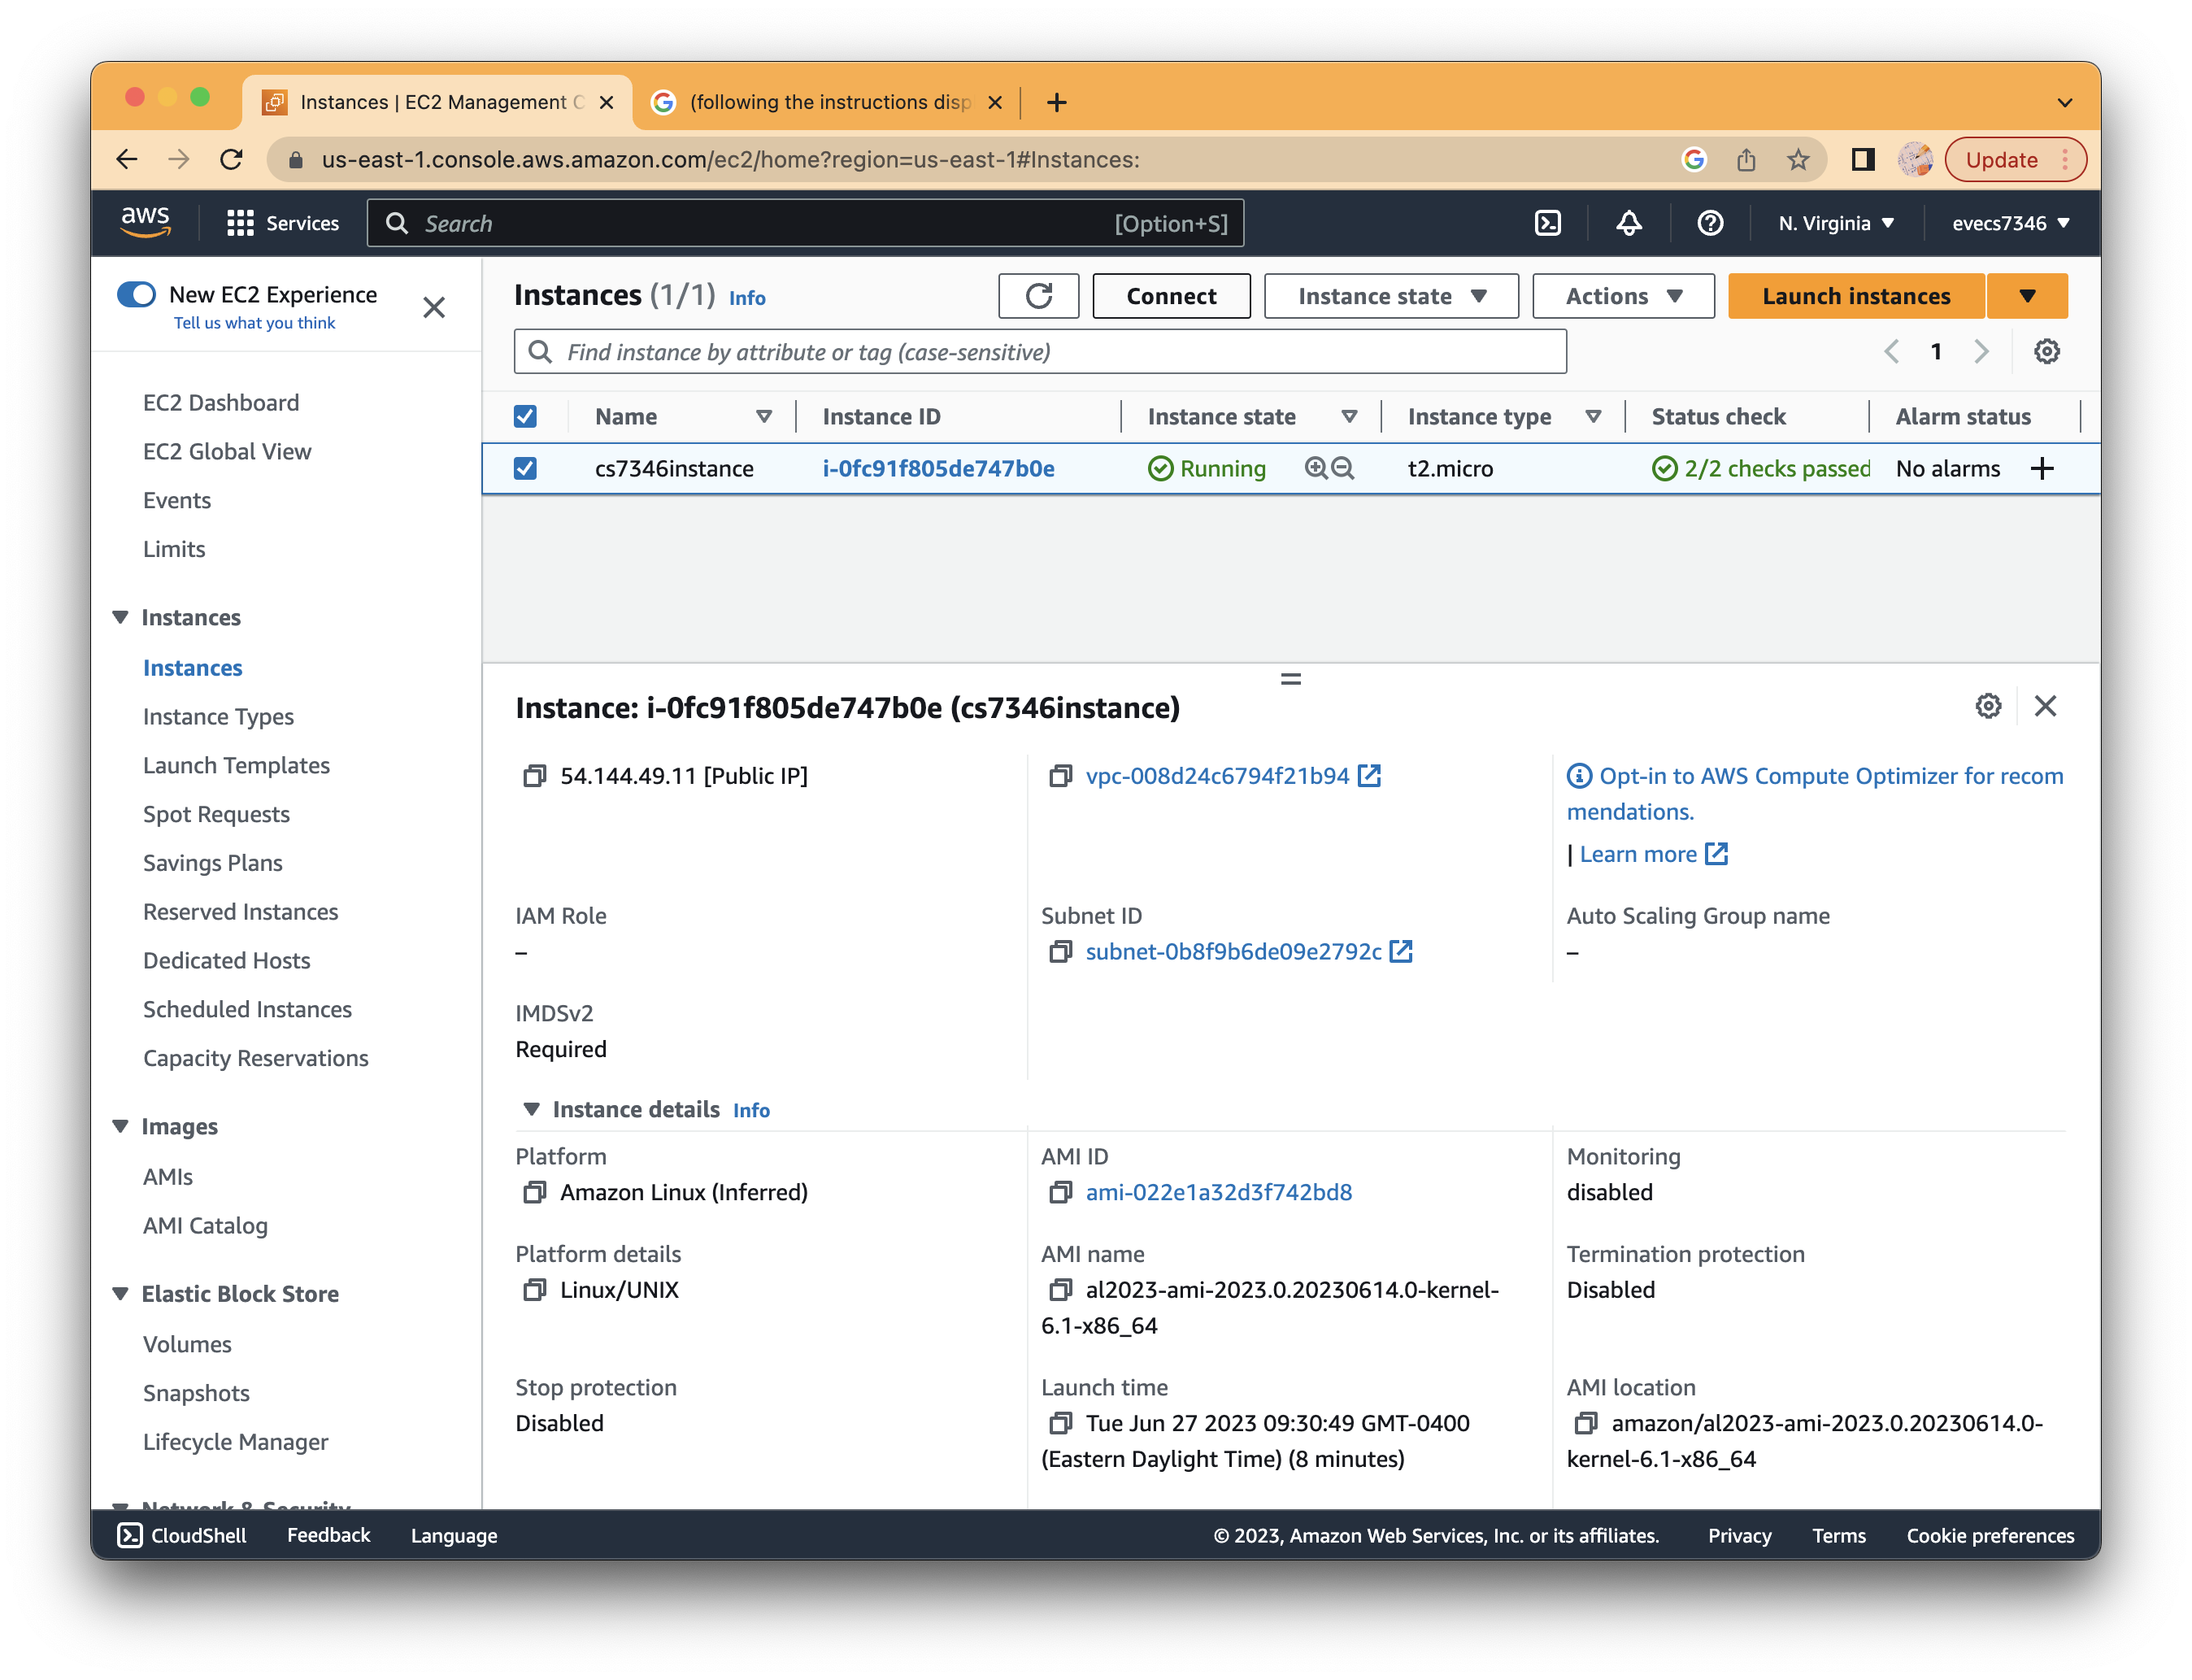 Instances | EC2 Management C
(following the instructions disp
us-east-1.console.aws.amazon.com/ec2/home?region=us-east-1#Instances:
Update
aws
Services
Search
[Option+S]
N. Virginia
evecs7346
New EC2 Experience
Tell us what you think
EC2 Dashboard
EC2 Global View
Events
Limits
Instances
Instances
Instance Types
Launch Templates
Spot Requests
Savings Plans
Reserved Instances
Dedicated Hosts
Scheduled Instances
Capacity Reservations
Images
AMIs
AMI Catalog
Elastic Block Store
Volumes
Snapshots
Lifecycle Manager
Network & Security
Instances (1/1) Info
Connect
Instance state
Actions
Launch instances
Find instance by attribute or tag (case-sensitive)
1
Name Instance ID Instance state Instance type Status check Alarm status
cs7346instance i-0fc91f805de747b0e Running t2.micro 2/2 checks passed No alarms +
Instance: i-0fc91f805de747b0e (cs7346instance)
54.144.49.11 [Public IP]
vpc-008d24c6794f21b94
Opt-in to AWS Compute Optimizer for recom
mendations.
| Learn more
IAM Role
–
Subnet ID
subnet-0b8f9b6de09e2792c
Auto Scaling Group name
–
IMDSv2
Required
Instance details Info
Platform
Amazon Linux (Inferred)
AMI ID
ami-022e1a32d3f742bd8
Monitoring
disabled
Platform details
Linux/UNIX
AMI name
al2023-ami-2023.0.20230614.0-kernel-
6.1-x86_64
Termination protection
Disabled
Stop protection
Disabled
Launch time
Tue Jun 27 2023 09:30:49 GMT-0400
(Eastern Daylight Time) (8 minutes)
AMI location
amazon/al2023-ami-2023.0.20230614.0-
kernel-6.1-x86_64
CloudShell
Feedback
Language
© 2023, Amazon Web Services, Inc. or its affiliates.
Privacy
Terms
Cookie preferences